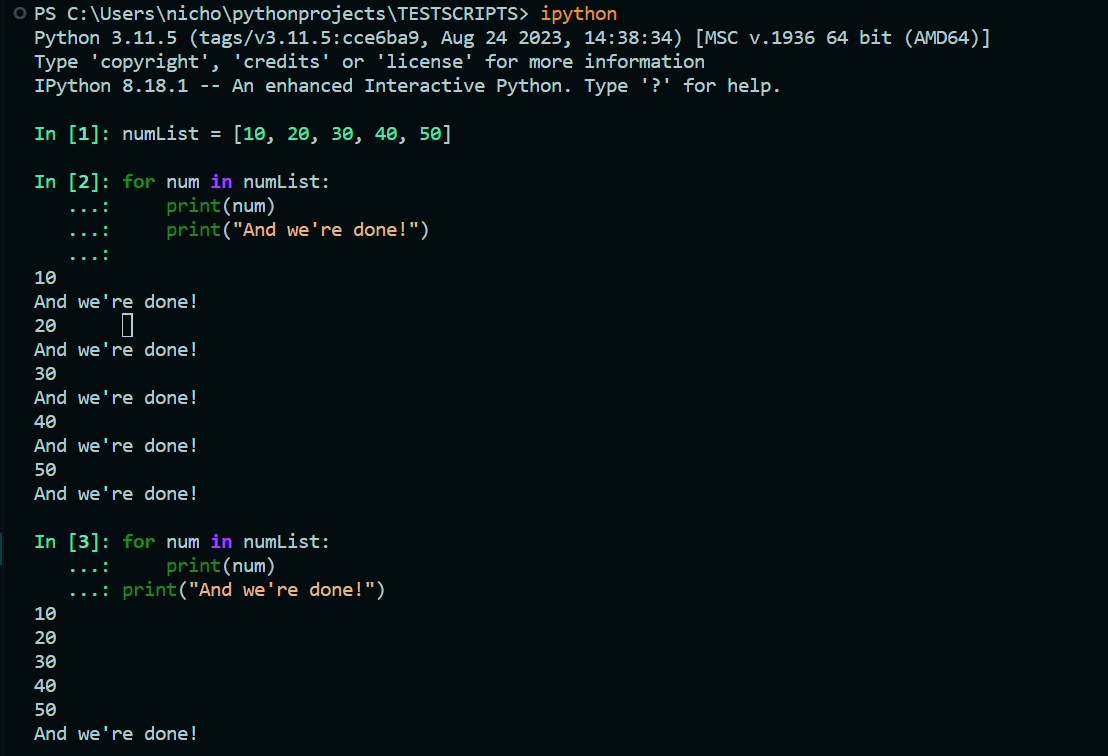 PS C:\Users\nicho\pythonprojects\TESTSCRIPTS> ipython
Python 3.11.5 (tags/v3.11.5:cce6ba9, Aug 24 2023, 14:38:34) [MSC v.1936 64 bit (AMD64)]
Type 'copyright', 'credits' or 'license' for more information
IPython 8.18.1 -- An enhanced Interactive Python. Type '?' for help.

In [1]: numList = [10, 20, 30, 40, 50]

In [2]: for num in numList:
   ...:     print(num)
   ...:     print("And we're done!")
   ...:
10
And we're done!
20
And we're done!
30
And we're done!
40
And we're done!
50
And we're done!

In [3]: for num in numList:
   ...:     print(num)
   ...: print("And we're done!")
10
20
30
40
50
And we're done!